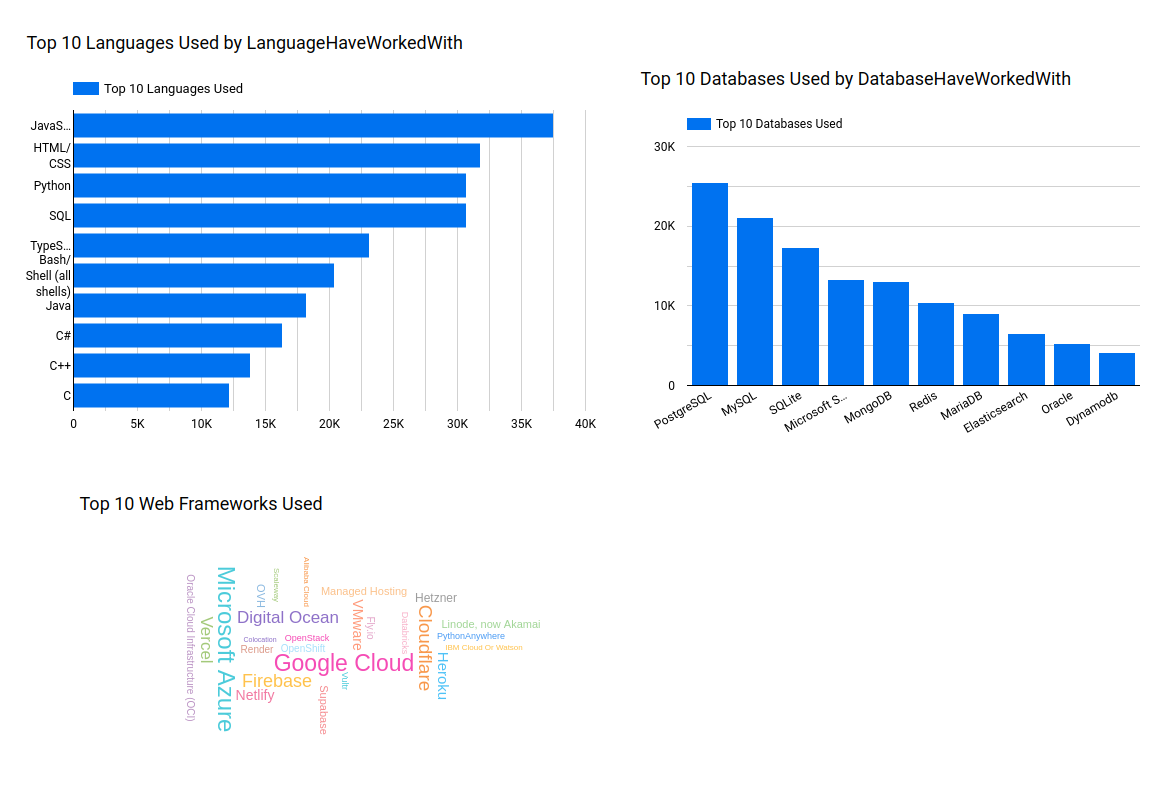 Top 10 Languages Used by LanguageHaveWorkedWith
Top 10 Languages Used
JavaS...
HTML/
CSS
Python
SQL
TypeS...
Bash/
Shell (all
shells)
Java
C#
C++
C
0 5K 10K 15K 20K 25K 30K 35K 40K
Top 10 Databases Used by DatabaseHaveWorkedWith
Top 10 Databases Used
30K
20K
10K
0
PostgreSQL
MySQL
SQLite
Microsoft S...
MongoDB
Redis
MariaDB
Elasticsearch
Oracle
Dynamodb
Top 10 Web Frameworks Used
Oracle Cloud Infrastructure (OCI)
Vercel
Microsoft Azure
OVH
Scaleway
Alibaba Cloud
Managed Hosting
Hetzner
Digital Ocean
VMware
Fly.io
Databricks
Cloudflare
Linode, now Akamai
PythonAnywhere
IBM Cloud Or Watson
Colocation
OpenStack
Render
OpenShift
Google Cloud
Heroku
Firebase
Vultr
Netlify
Supabase